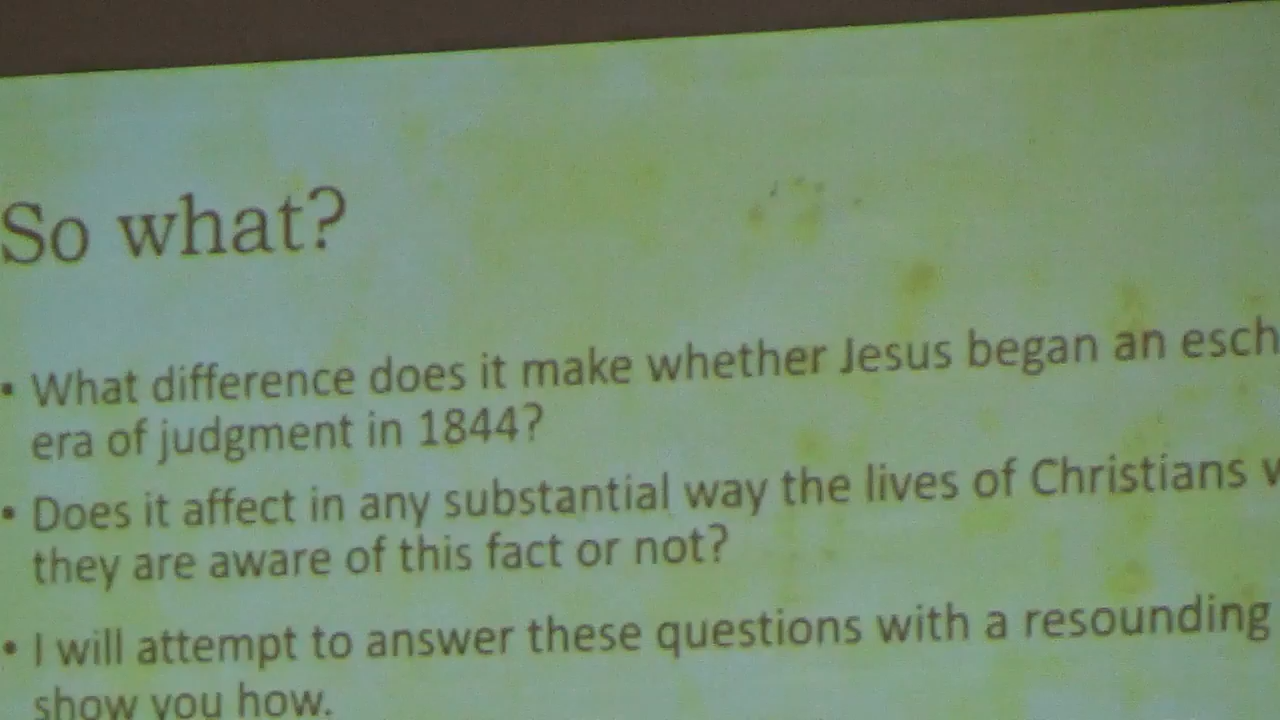 So what?
• What difference does it make whether Jesus began an esch
era of judgment in 1844?
• Does it affect in any substantial way the lives of Christians w
they are aware of this fact or not?
• I will attempt to answer these questions with a resounding
show you how.